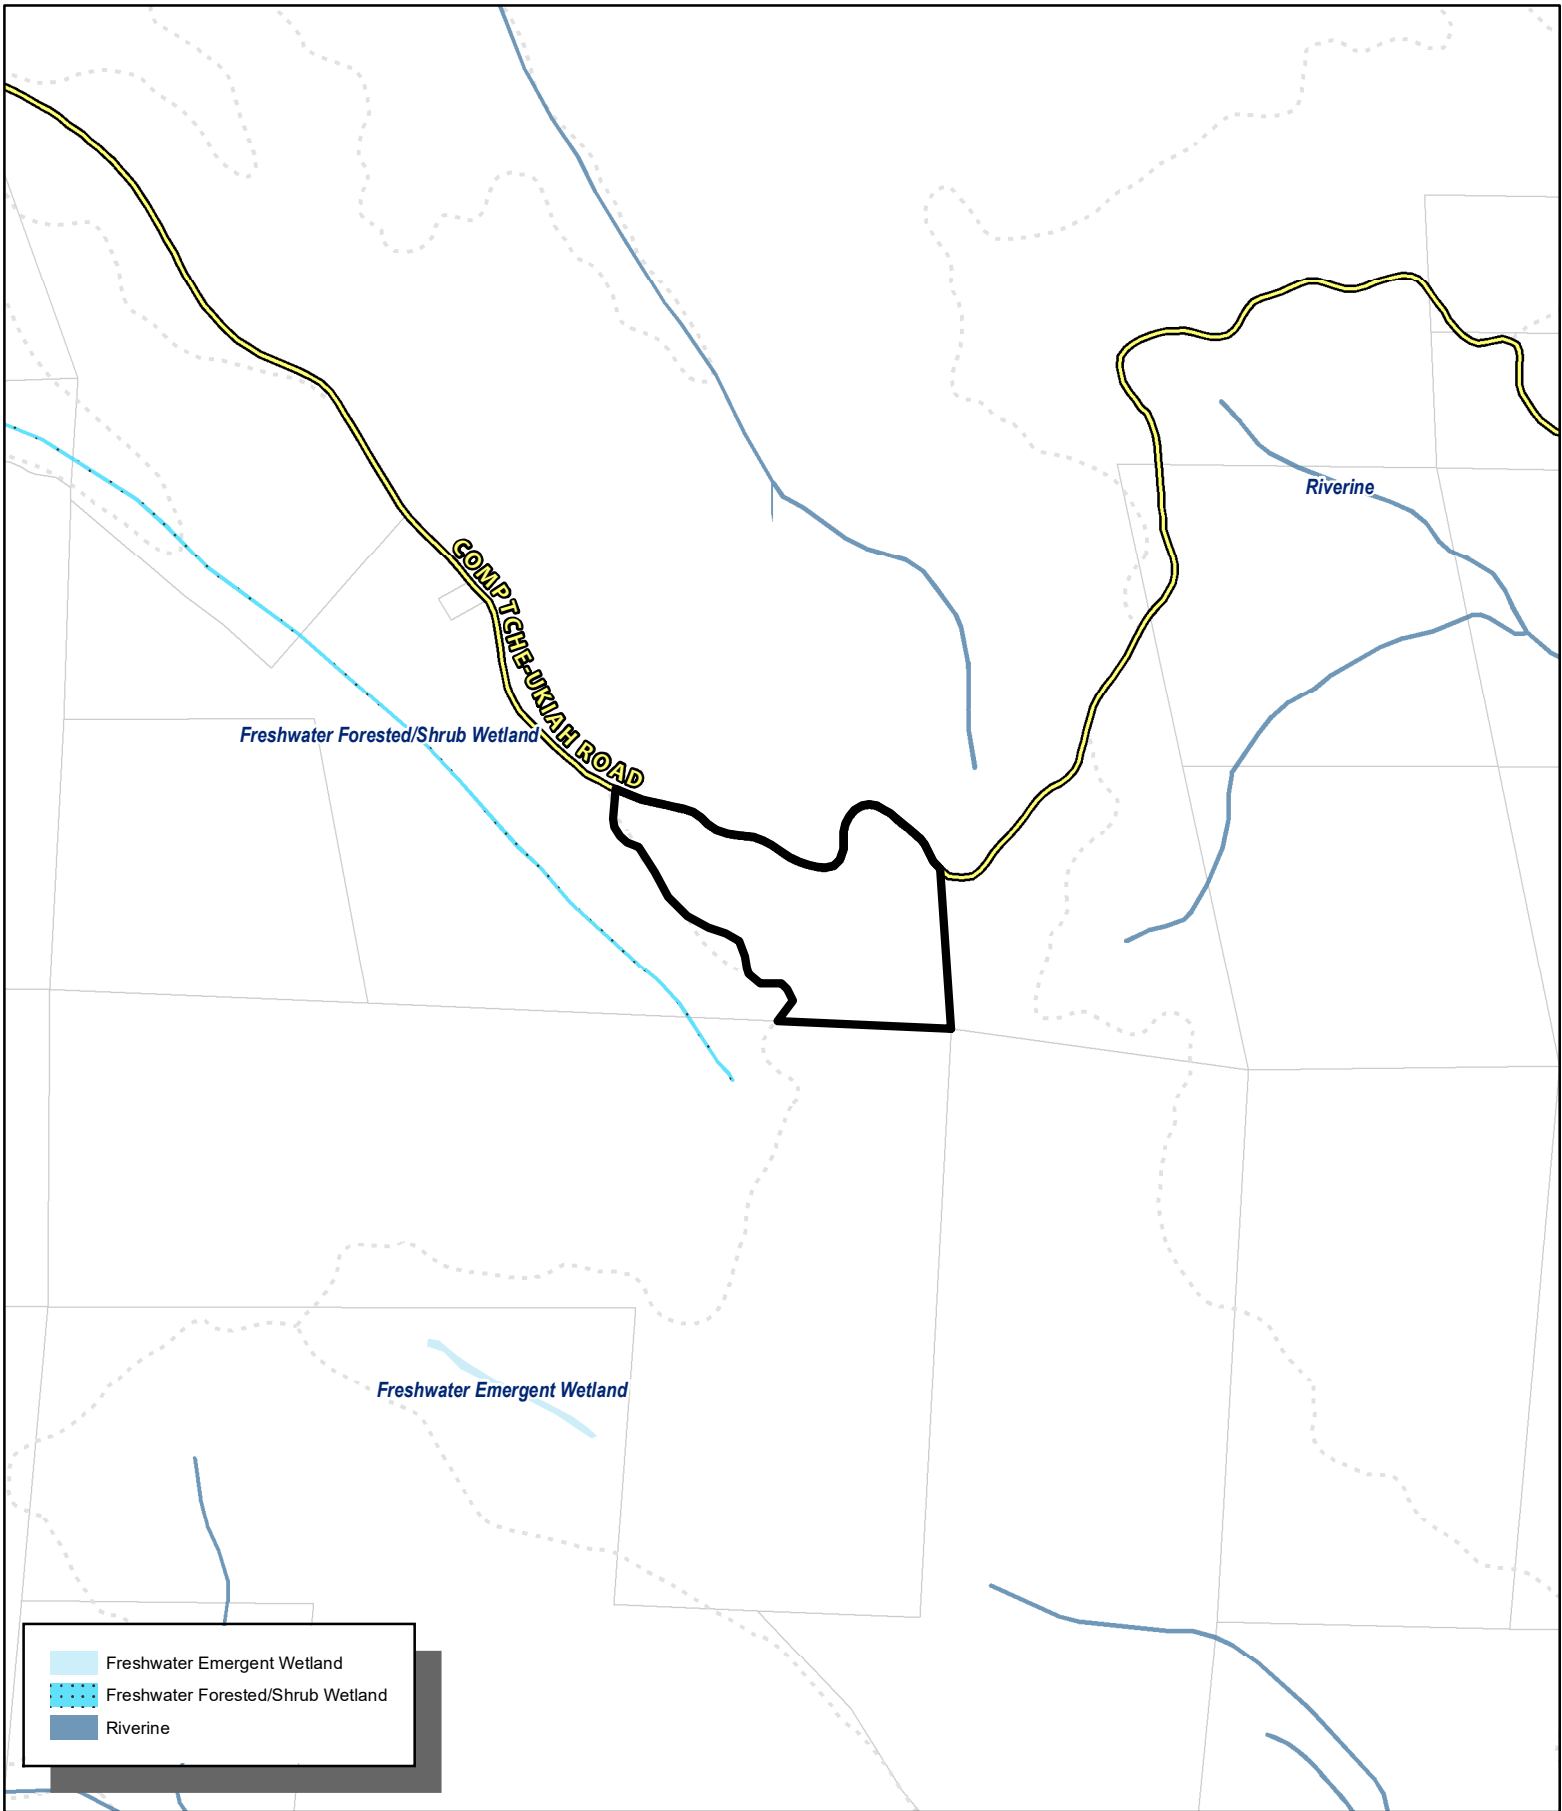 Riverine
COMPTCHE-UKIAH ROAD
Freshwater Forested/Shrub Wetland
Freshwater Emergent Wetland
Freshwater Emergent Wetland
Freshwater Forested/Shrub Wetland
Riverine